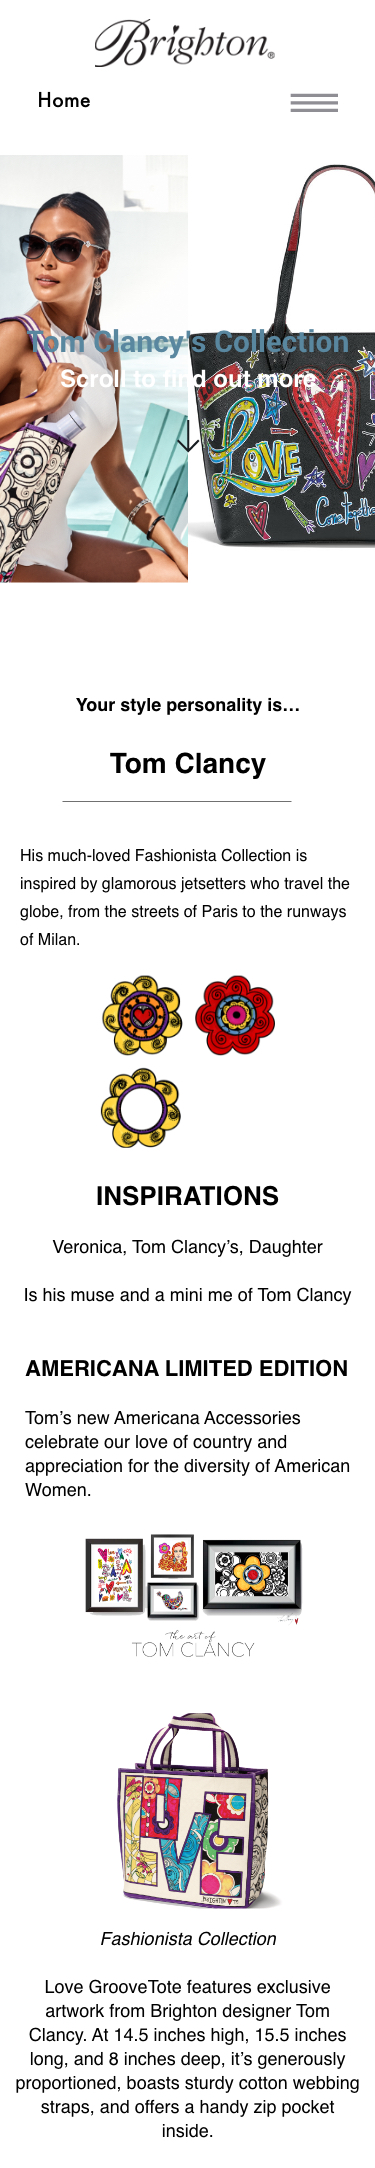 Brighton®
Home
Tom Clancy's Collection
Scroll to find out more
LOVE
Come Together
Your style personality is...
Tom Clancy
His much-loved Fashionista Collection is
inspired by glamorous jetsetters who travel the
globe, from the streets of Paris to the runways
of Milan.
INSPIRATIONS
Veronica, Tom Clancy’s, Daughter
Is his muse and a mini me of Tom Clancy
AMERICANA LIMITED EDITION
Tom’s new Americana Accessories
celebrate our love of country and
appreciation for the diversity of American
Women.
the art of
TOM CLANCY
LOVE
BRIGHTON
Fashionista Collection
Love GrooveTote features exclusive
artwork from Brighton designer Tom
Clancy. At 14.5 inches high, 15.5 inches
long, and 8 inches deep, it’s generously
proportioned, boasts sturdy cotton webbing
straps, and offers a handy zip pocket
inside.